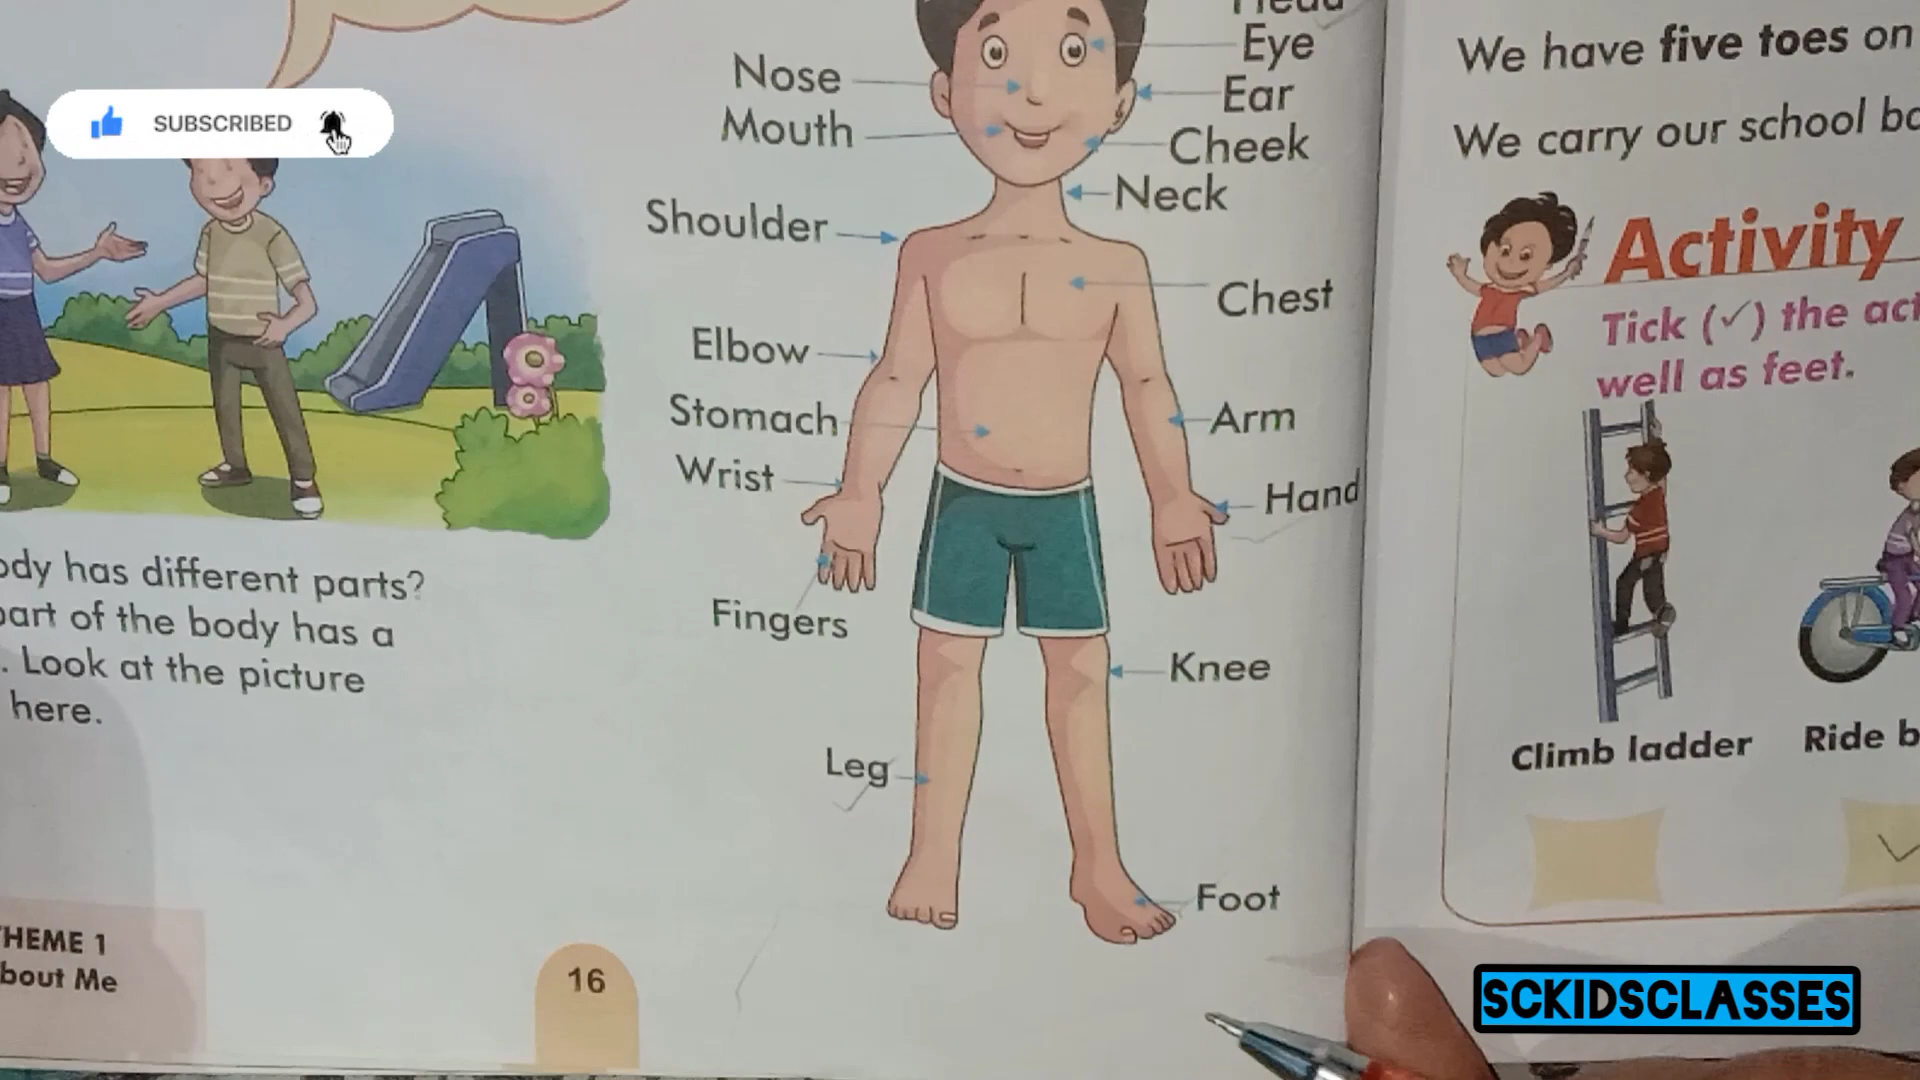 SUBSCRIBED
Head
Eye
Nose
Ear
Mouth
Cheek
Neck
Shoulder
Chest
Elbow
Stomach
Arm
Wrist
Hand
Fingers
Knee
Leg
Foot
ody has different parts?
part of the body has a
. Look at the picture
here.
HEME 1
bout Me
16
We have five toes on
We carry our school
Activity
Tick (✓) the
well as feet.
Climb ladder
Ride b
SCKIDSCLASSES